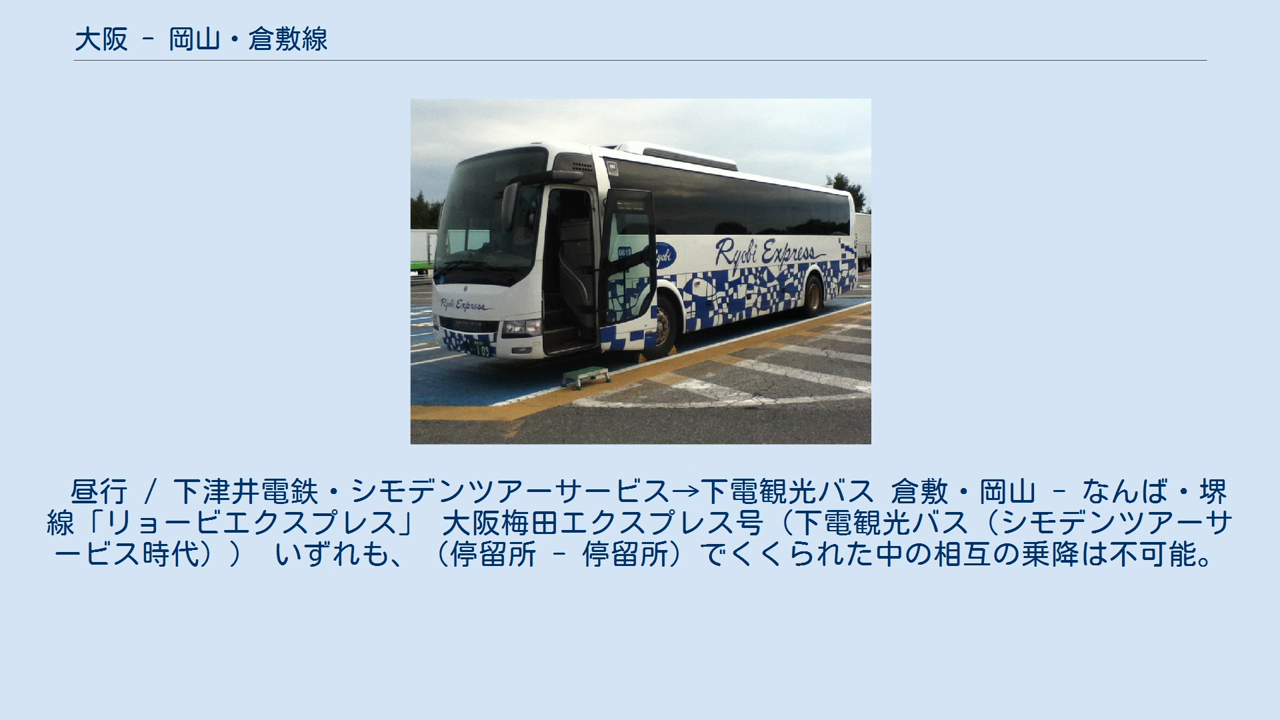 大阪 - 岡山・倉敷線
Ryobi
Ryobi Express
Ryobi Express
昼行 / 下津井電鉄・シモデンツアーサービス→下電観光バス 倉敷・岡山 - なんば・堺
線「リョービエクスプレス」 大阪梅田エクスプレス号（下電観光バス（シモデンツアーサ
ービス時代）） いずれも、（停留所 - 停留所）でくくられた中の相互の乗降は不可能。